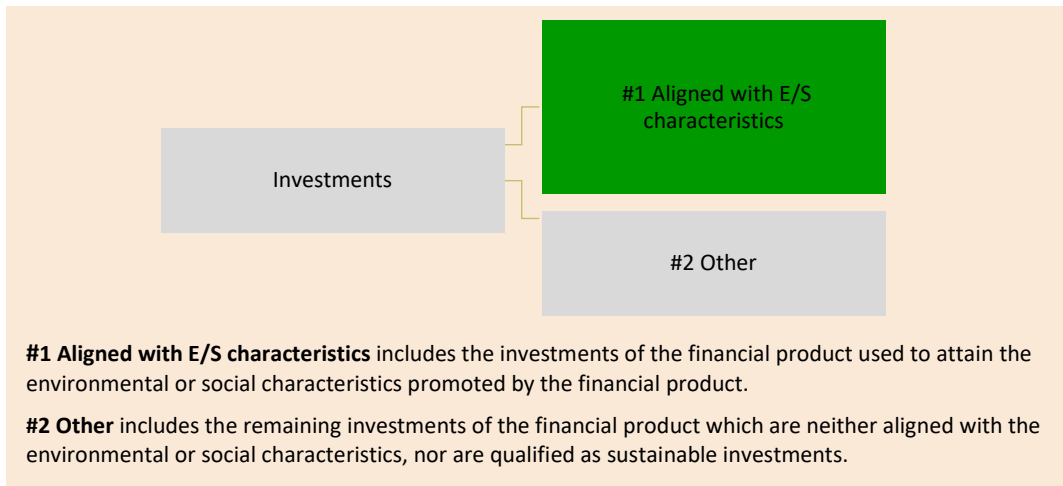 #1 Aligned with E/S
characteristics
Investments
#2 Other
#1 Aligned with E/S characteristics includes the investments of the financial product used to attain the
environmental or social characteristics promoted by the financial product.
#2 Other includes the remaining investments of the financial product which are neither aligned with the
environmental or social characteristics, nor are qualified as sustainable investments.